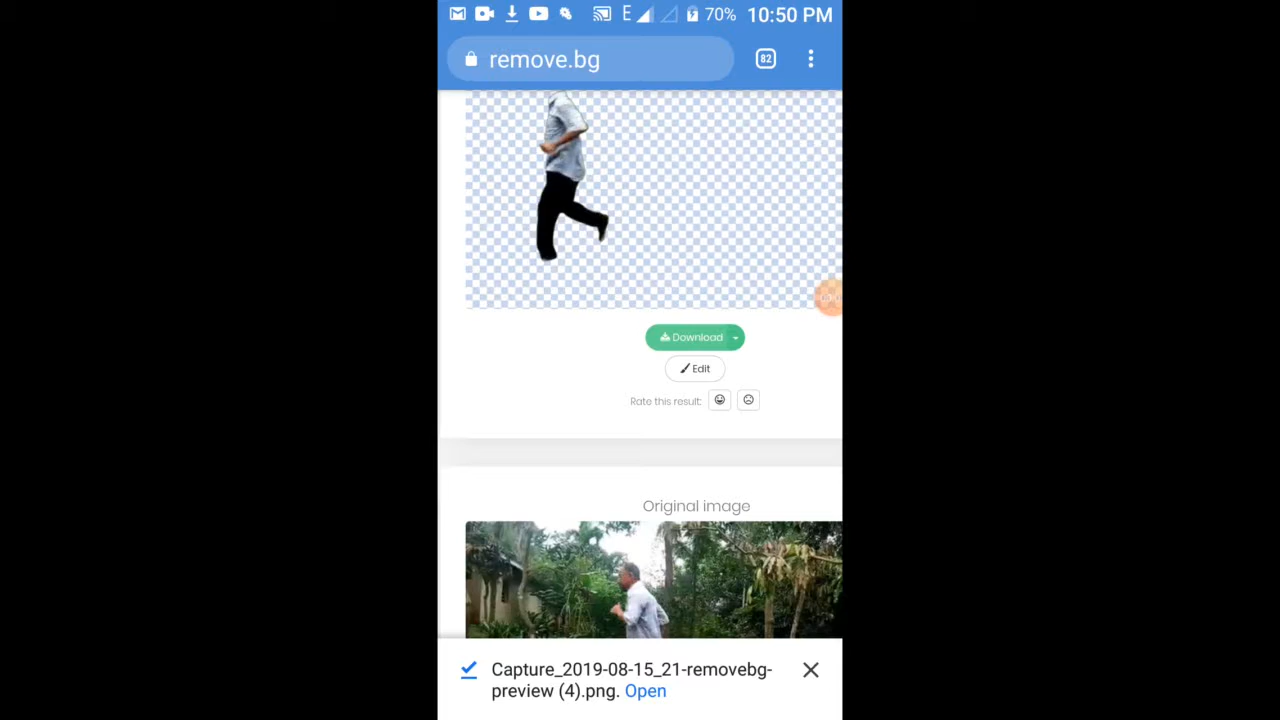 E 70% 10:50 PM
remove.bg 82
Download
Edit
Rate this result:
Original image
Capture_2019-08-15_21-removebg-
preview (4).png. Open